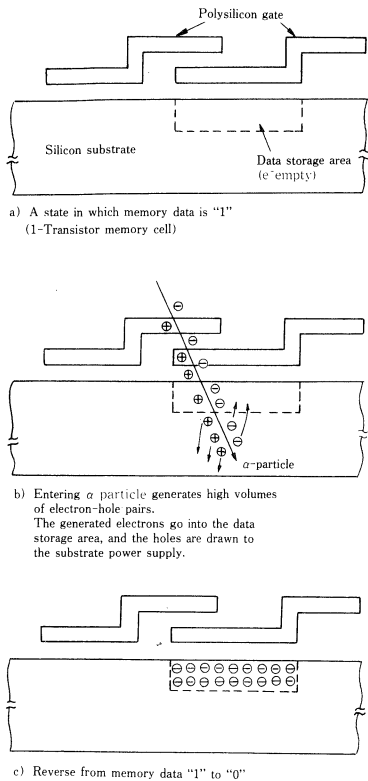 Polysilicon gate
Silicon substrate
Data storage area
(e⁻empty)
a) A state in which memory data is “1”
(1-Transistor memory cell)
α-particle
b) Entering α particle generates high volumes
of electron-hole pairs.
The generated electrons go into the data
storage area, and the holes are drawn to
the substrate power supply.
c) Reverse from memory data “1” to “0”